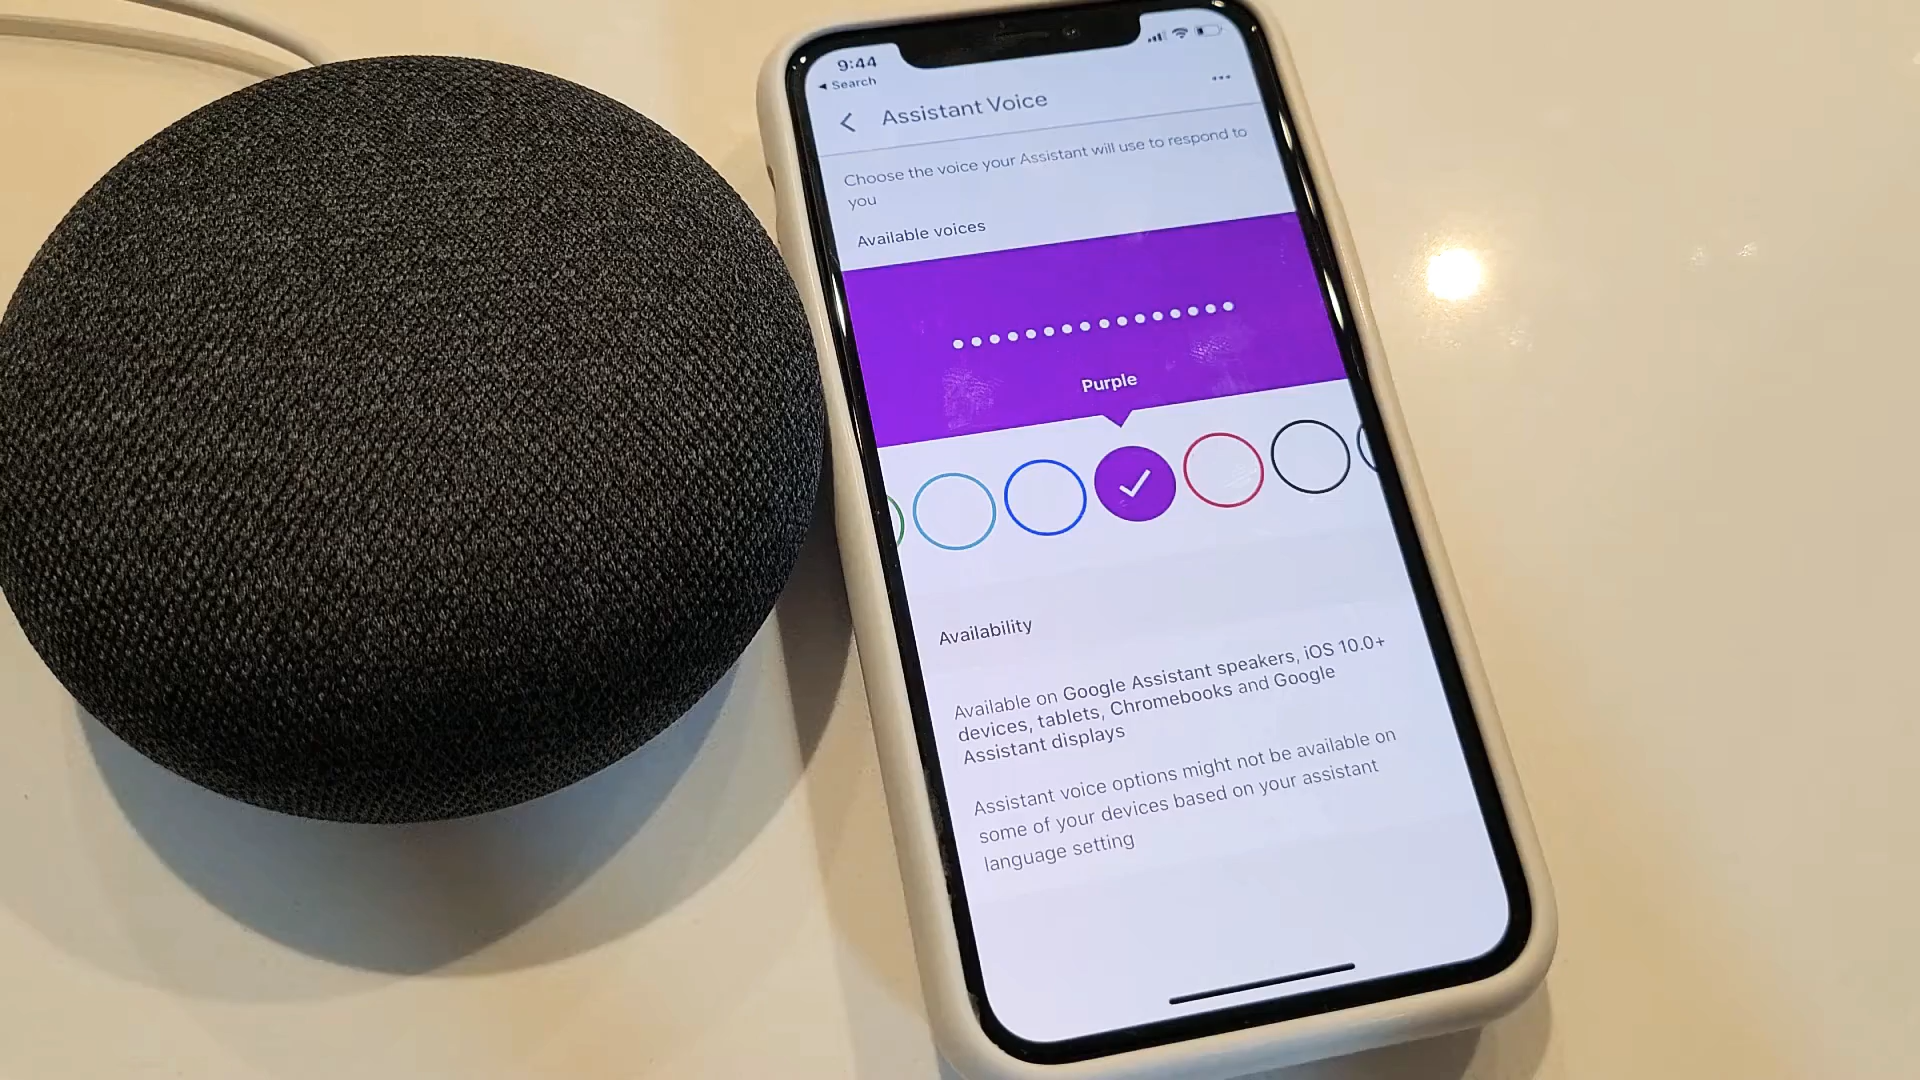 9:44
Search
Assistant Voice
Choose the voice your Assistant will use to respond to
you
Available voices
Purple
Availability
Available on Google Assistant speakers, iOS 10.0+
devices, tablets, Chromebooks and Google
Assistant displays
Assistant voice options might not be available on
some of your devices based on your assistant
language setting